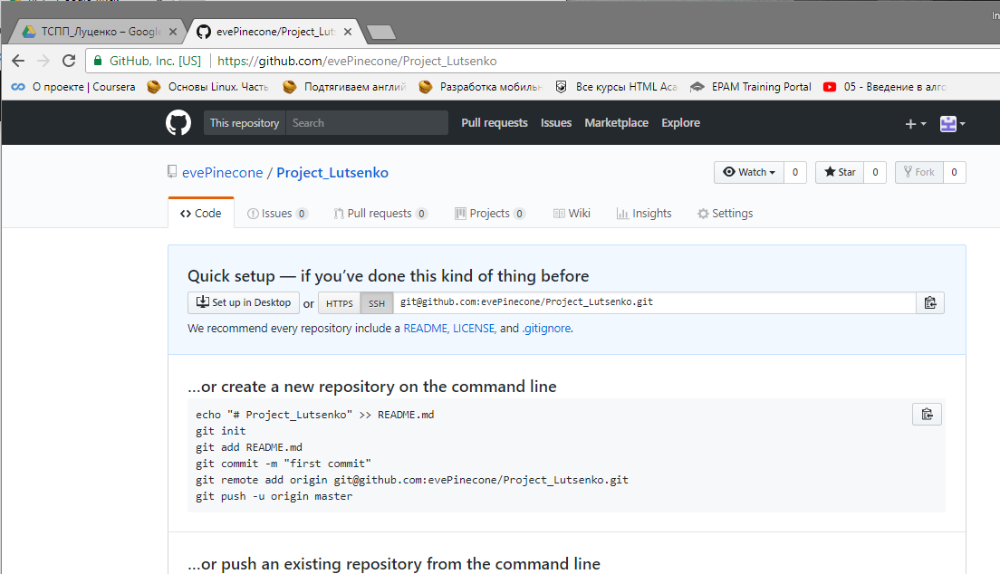 In
ТСПП_Луценко – Google
evePinecone/Project_Lut
GitHub, Inc. [US] https://github.com/evePinecone/Project_Lutsenko
О проекте | Coursera Основы Linux. Часть Подтягиваем англий Разработка мобильн Все курсы HTML Aca EPAM Training Portal 05 - Введение в алго
This repository Search Pull requests Issues Marketplace Explore
evePinecone / Project_Lutsenko Watch 0 Star 0 Fork 0
Code Issues 0 Pull requests 0 Projects 0 Wiki Insights Settings
Quick setup — if you’ve done this kind of thing before
Set up in Desktop or HTTPS SSH git@github.com:evePinecone/Project_Lutsenko.git
We recommend every repository include a README, LICENSE, and .gitignore.
…or create a new repository on the command line
echo "# Project_Lutsenko" >> README.md
git init
git add README.md
git commit -m "first commit"
git remote add origin git@github.com:evePinecone/Project_Lutsenko.git
git push -u origin master
…or push an existing repository from the command line